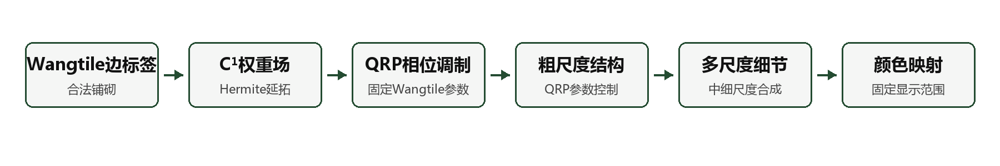 Wangtile边标签
合法铺砌
C¹权重场
Hermite延拓
QRP相位调制
固定Wangtile参数
粗尺度结构
QRP参数控制
多尺度细节
中细尺度合成
颜色映射
固定显示范围